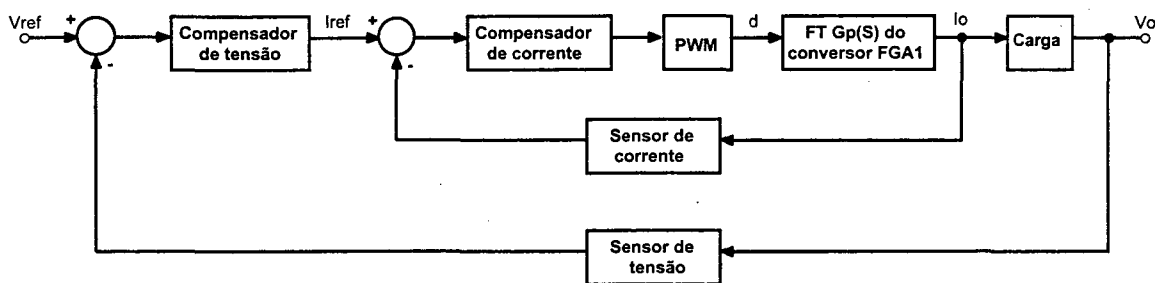 Vref
+
-
Compensador
de tensão
Iref
+
-
Compensador
de corrente
PWM
d
FT Gp(S) do
conversor FGA1
Io
Carga
Vo
Sensor de
corrente
Sensor de
tensão